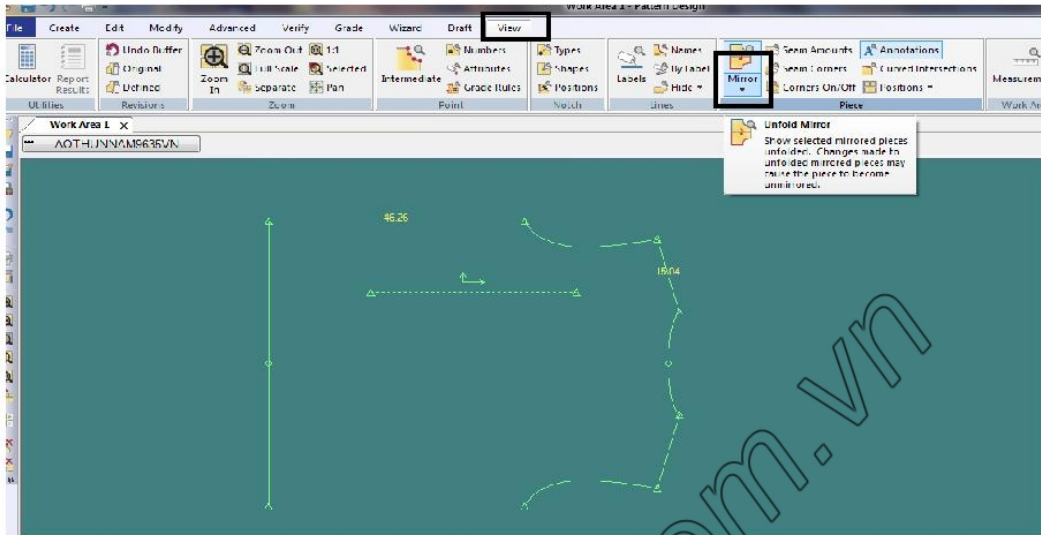 Work Area 1 - Pattern Design
File Create Edit Modify Advanced Verify Grade Wizard Draft View
Undo Buffer Zoom Out 1:1 Numbers Types Names Seam Amounts Annotations
Original Full Scale Selected Attributes Shapes By Label Seam Corners Curved Intersections
Calculator Report Results Defined Zoom In Separate Pan Intermediate Grade Rules Positions Labels Hide Mirror Corners On/Off Positions
Utilities Revisions Zoom Point Notch Lines Piece
Work Area 1 x
AOTHUNNAM9635VN
Unfold Mirror
Show selected mirrored pieces
unfolded. Changes made to
unfolded mirrored pieces may
cause the piece to become
unmirrored.
46.26
15.04
om.vn